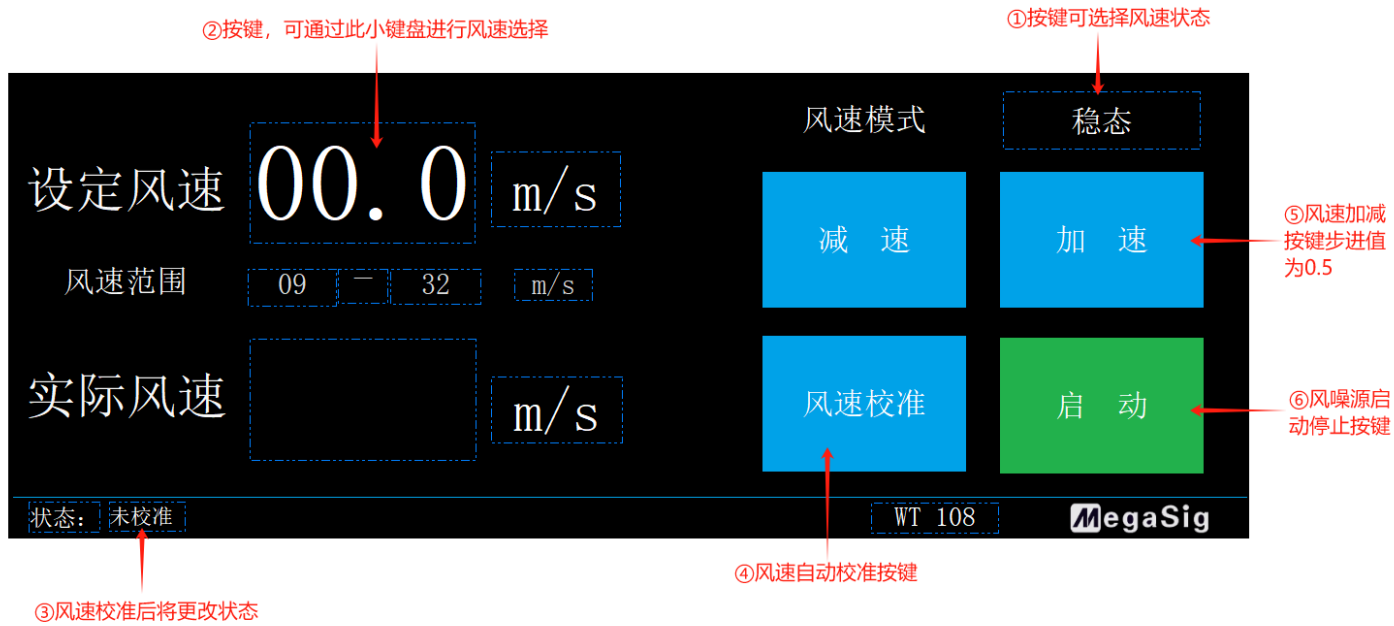 ②按键，可通过此小键盘进行风速选择
①按键可选择风速状态
风速模式
稳态
设定风速
00.0
m/s
减 速
加 速
⑤风速加减
按键步进值
为0.5
风速范围
09
—
32
m/s
实际风速
m/s
风速校准
启 动
⑥风噪源启
动停止按键
状态：
未校准
WT 108
MegaSig
④风速自动校准按键
③风速校准后将更改状态